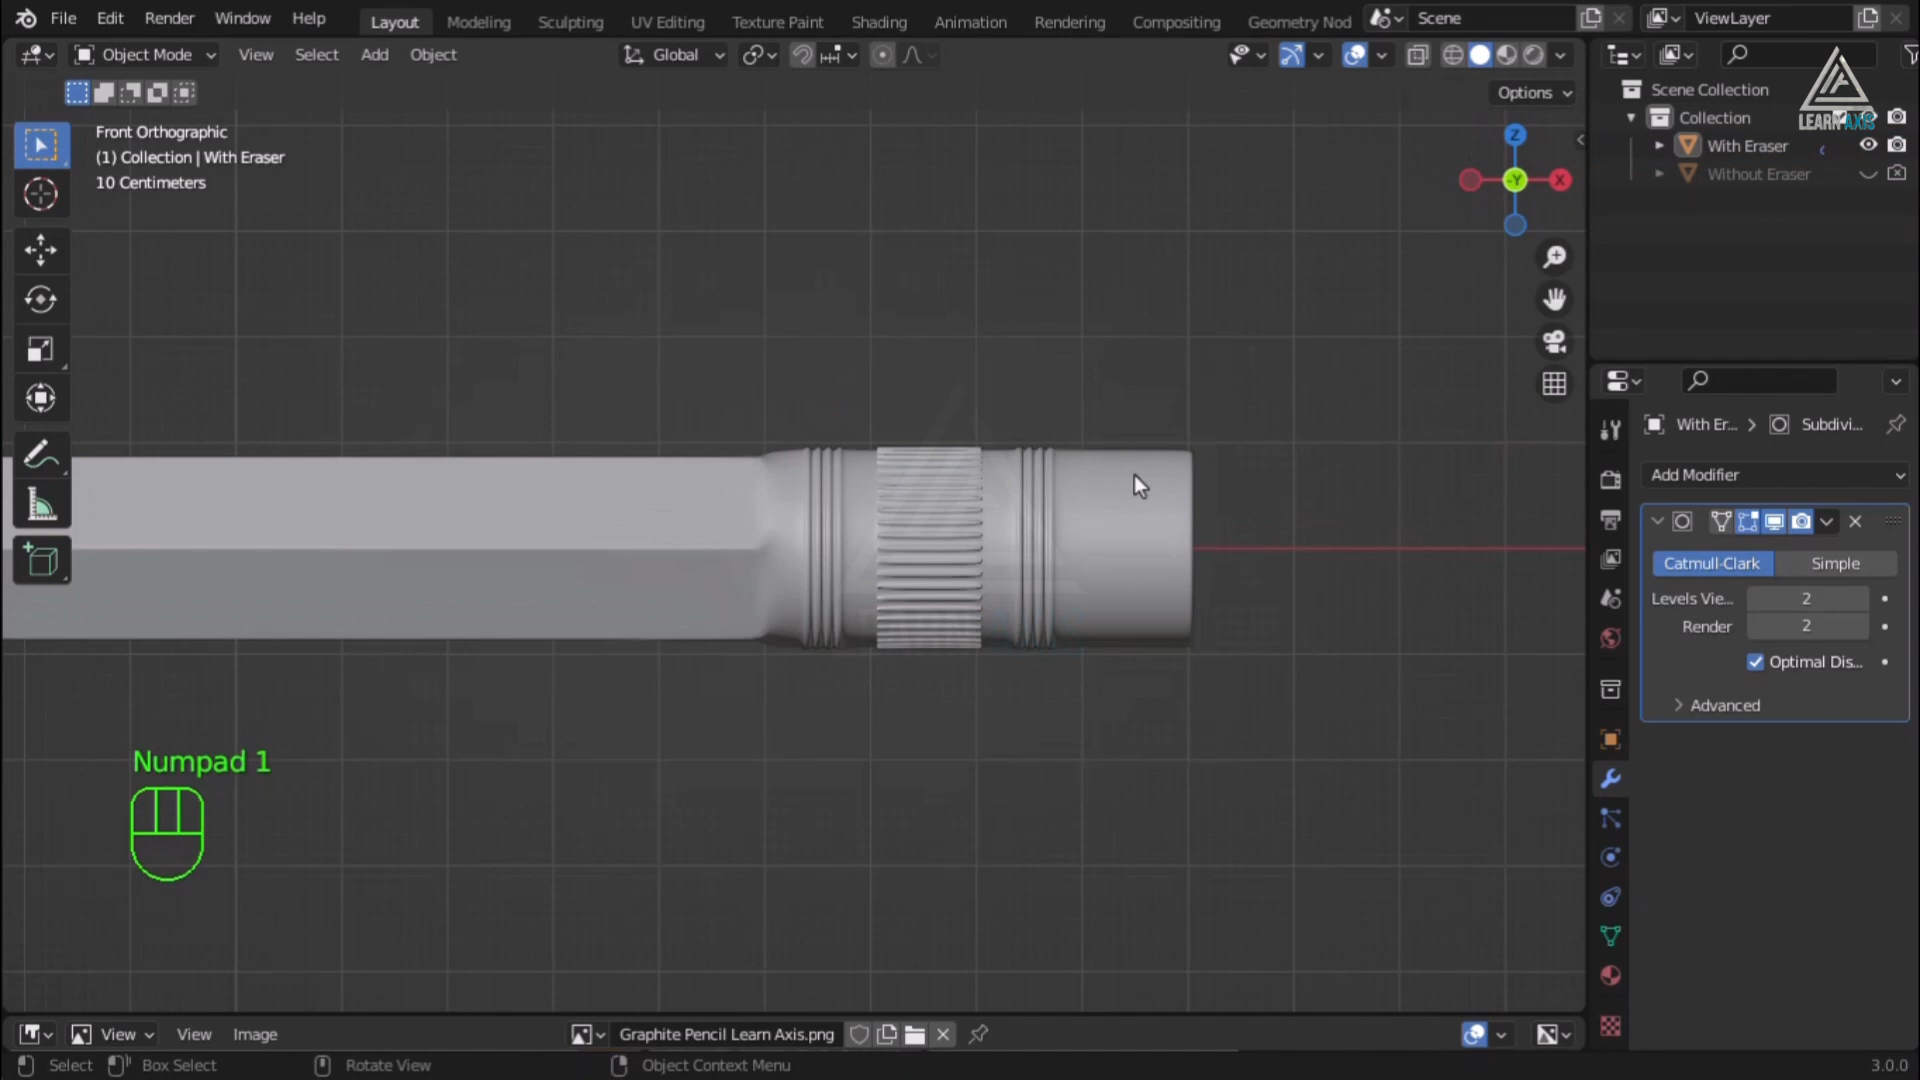 File Edit Render Window Help
Layout Modeling Sculpting UV Editing Texture Paint Shading Animation Rendering Compositing Geometry Nod
Scene
ViewLayer
Object Mode View Select Add Object
Global
Options
Front Orthographic
(1) Collection | With Eraser
10 Centimeters
Z
-Y
X
Scene Collection
Collection
With Eraser
Without Eraser
LEARN AXIS
With Er... > Subdivi...
Add Modifier
Catmull-Clark Simple
Levels Vie... 2
Render 2
Optimal Dis...
Advanced
Numpad 1
View View Image
Graphite Pencil Learn Axis.png
Select Box Select Rotate View Object Context Menu
3.0.0